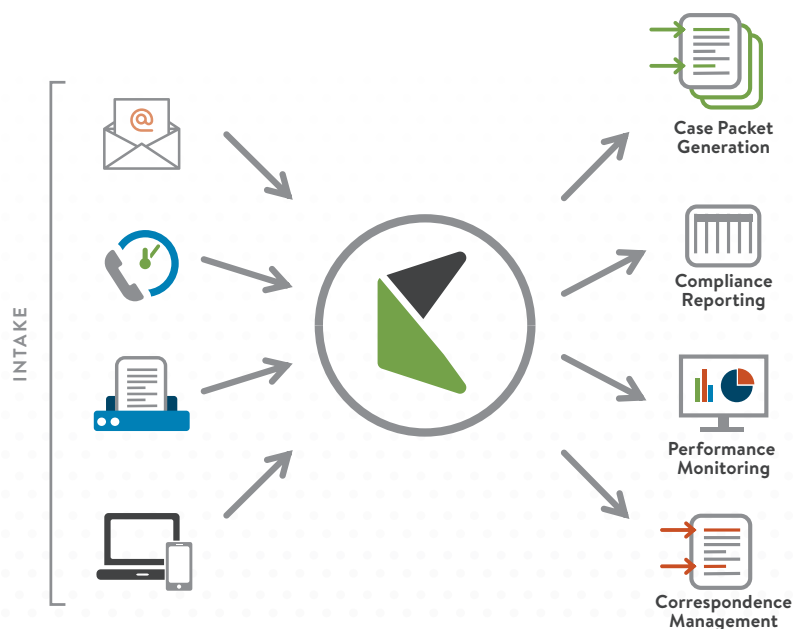 INTAKE
@
Case Packet
Generation
Compliance
Reporting
Performance
Monitoring
Correspondence
Management